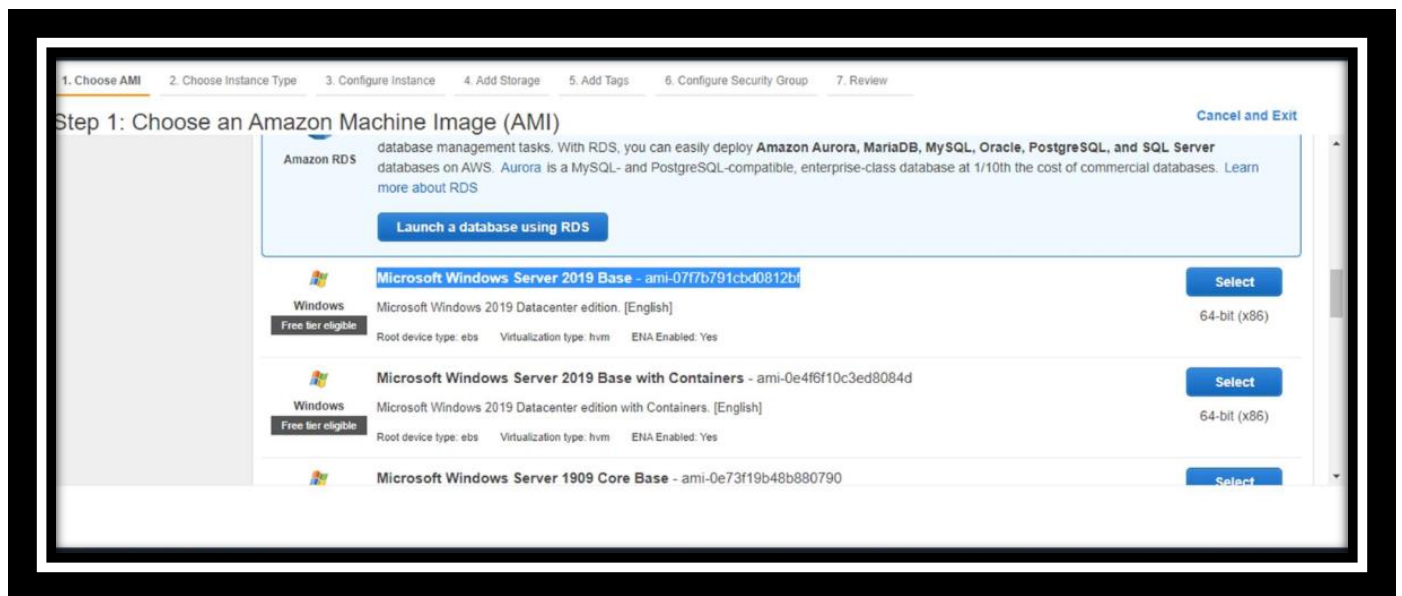 1. Choose AMI 2. Choose Instance Type 3. Configure Instance 4. Add Storage 5. Add Tags 6. Configure Security Group 7. Review
Step 1: Choose an Amazon Machine Image (AMI)
Cancel and Exit
Amazon RDS
database management tasks. With RDS, you can easily deploy Amazon Aurora, MariaDB, MySQL, Oracle, PostgreSQL, and SQL Server
databases on AWS. Aurora is a MySQL- and PostgreSQL-compatible, enterprise-class database at 1/10th the cost of commercial databases. Learn
more about RDS
Launch a database using RDS
Microsoft Windows Server 2019 Base - ami-07f7b791cbd0812bf
Select
Windows
Microsoft Windows 2019 Datacenter edition. [English]
64-bit (x86)
Free tier eligible
Root device type: ebs Virtualization type: hvm ENA Enabled: Yes
Microsoft Windows Server 2019 Base with Containers - ami-0e4f6f10c3ed8084d
Select
Windows
Microsoft Windows 2019 Datacenter edition with Containers. [English]
64-bit (x86)
Free tier eligible
Root device type: ebs Virtualization type: hvm ENA Enabled: Yes
Microsoft Windows Server 1909 Core Base - ami-0e73f19b48b880790
Select